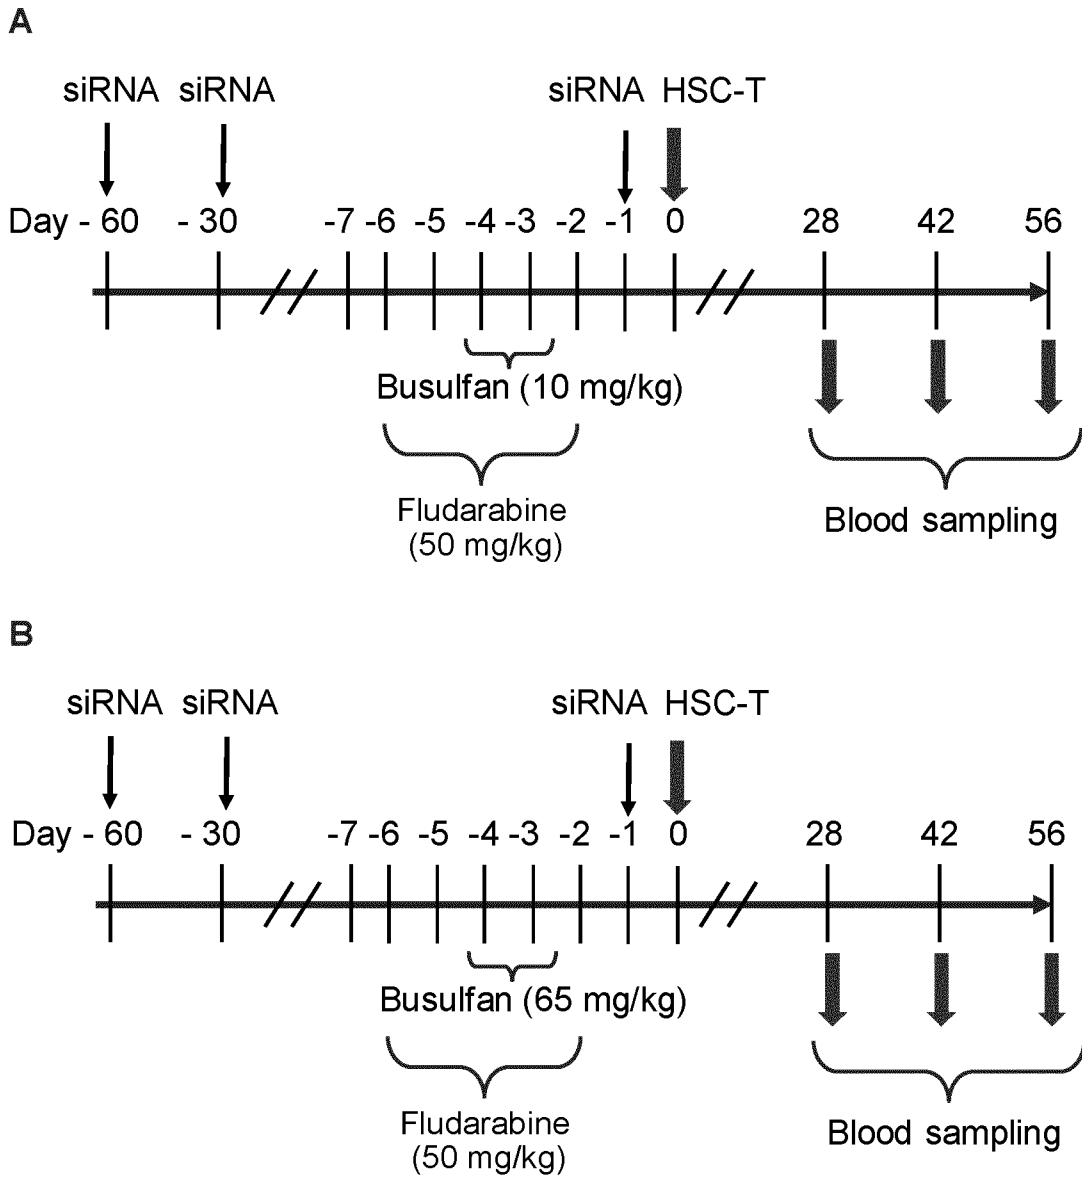 A
siRNA siRNA siRNA HSC-T
Day - 60 - 30 -7 -6 -5 -4 -3 -2 -1 0 28 42 56
Busulfan (10 mg/kg)
Fludarabine
(50 mg/kg)
Blood sampling
B
siRNA siRNA siRNA HSC-T
Day - 60 - 30 -7 -6 -5 -4 -3 -2 -1 0 28 42 56
Busulfan (65 mg/kg)
Fludarabine
(50 mg/kg)
Blood sampling